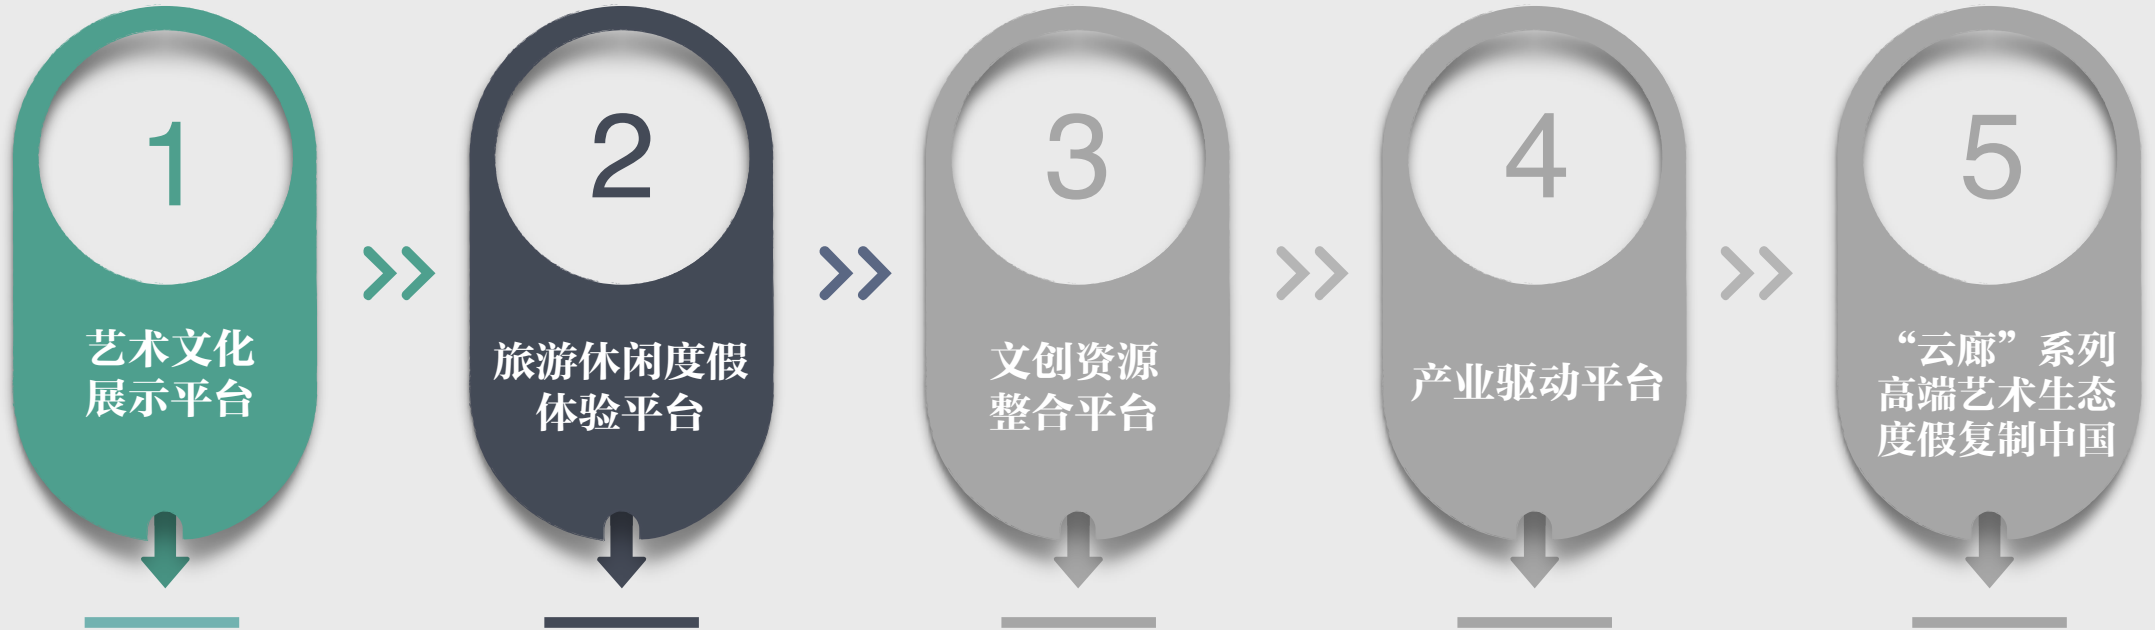 1
艺术文化
展示平台
2
旅游休闲度假
体验平台
3
文创资源
整合平台
4
产业驱动平台
5
“云廊”系列
高端艺术生态
度假复制中国